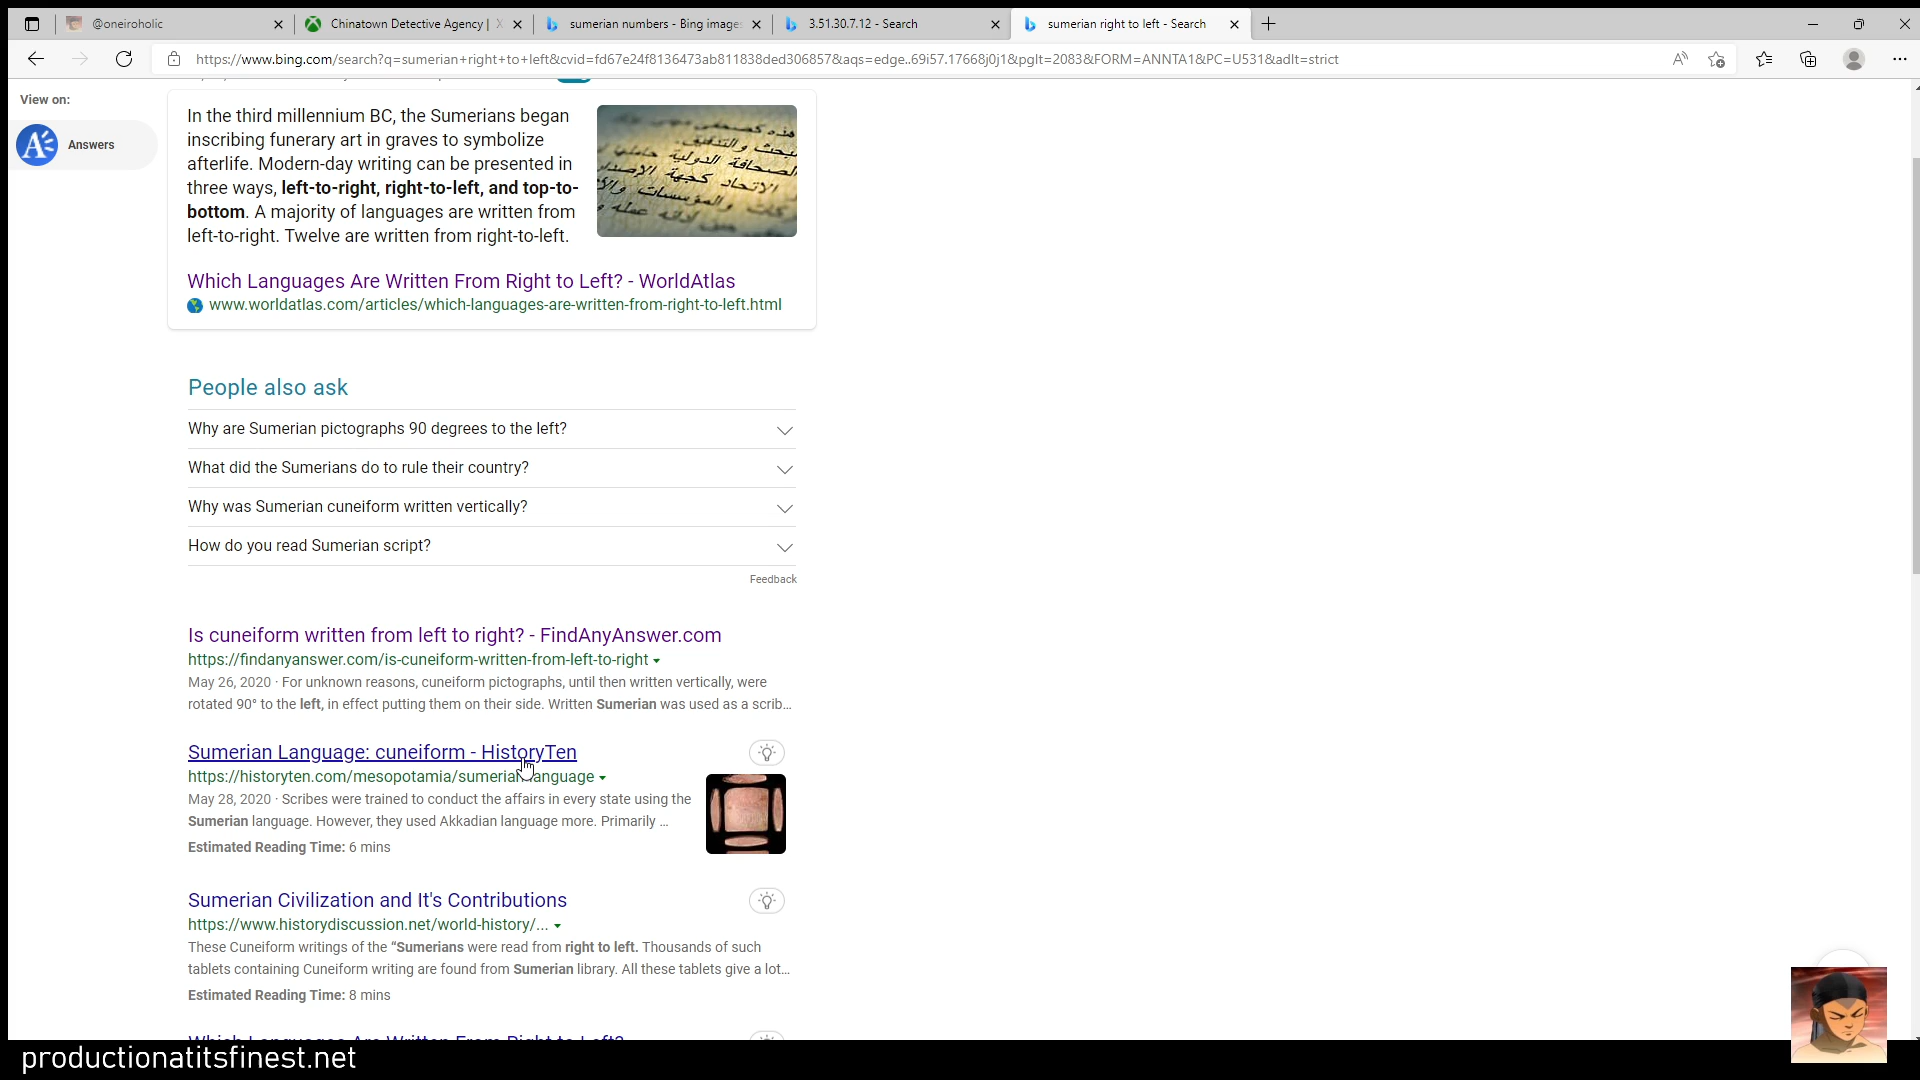 @oneiroholic
Chinatown Detective Agency |
sumerian numbers - Bing images
3.51.30.7.12 - Search
sumerian right to left - Search
https://www.bing.com/search?q=sumerian+right+to+left&cvid=fd67e24f8136473ab811838ded306857&aqs=edge..69i57.17668j0j1&pglt=2083&FORM=ANNTA1&PC=U531&adlt=strict
View on:
Answers
In the third millennium BC, the Sumerians began
inscribing funerary art in graves to symbolize
afterlife. Modern-day writing can be presented in
three ways, left-to-right, right-to-left, and top-to-
bottom. A majority of languages are written from
left-to-right. Twelve are written from right-to-left.
Which Languages Are Written From Right to Left? - WorldAtlas
www.worldatlas.com/articles/which-languages-are-written-from-right-to-left.html
People also ask
Why are Sumerian pictographs 90 degrees to the left?
What did the Sumerians do to rule their country?
Why was Sumerian cuneiform written vertically?
How do you read Sumerian script?
Feedback
Is cuneiform written from left to right? - FindAnyAnswer.com
https://findanyanswer.com/is-cuneiform-written-from-left-to-right
May 26, 2020 · For unknown reasons, cuneiform pictographs, until then written vertically, were
rotated 90° to the left, in effect putting them on their side. Written Sumerian was used as a scrib...
Sumerian Language: cuneiform - HistoryTen
https://historyten.com/mesopotamia/sumerian-language
May 28, 2020 · Scribes were trained to conduct the affairs in every state using the
Sumerian language. However, they used Akkadian language more. Primarily ...
Estimated Reading Time: 6 mins
Sumerian Civilization and It's Contributions
https://www.historydiscussion.net/world-history/...
These Cuneiform writings of the “Sumerians were read from right to left. Thousands of such
tablets containing Cuneiform writing are found from Sumerian library. All these tablets give a lot...
Estimated Reading Time: 8 mins
Which Languages Are Written From Right to Left?
productionatitsfinest.net